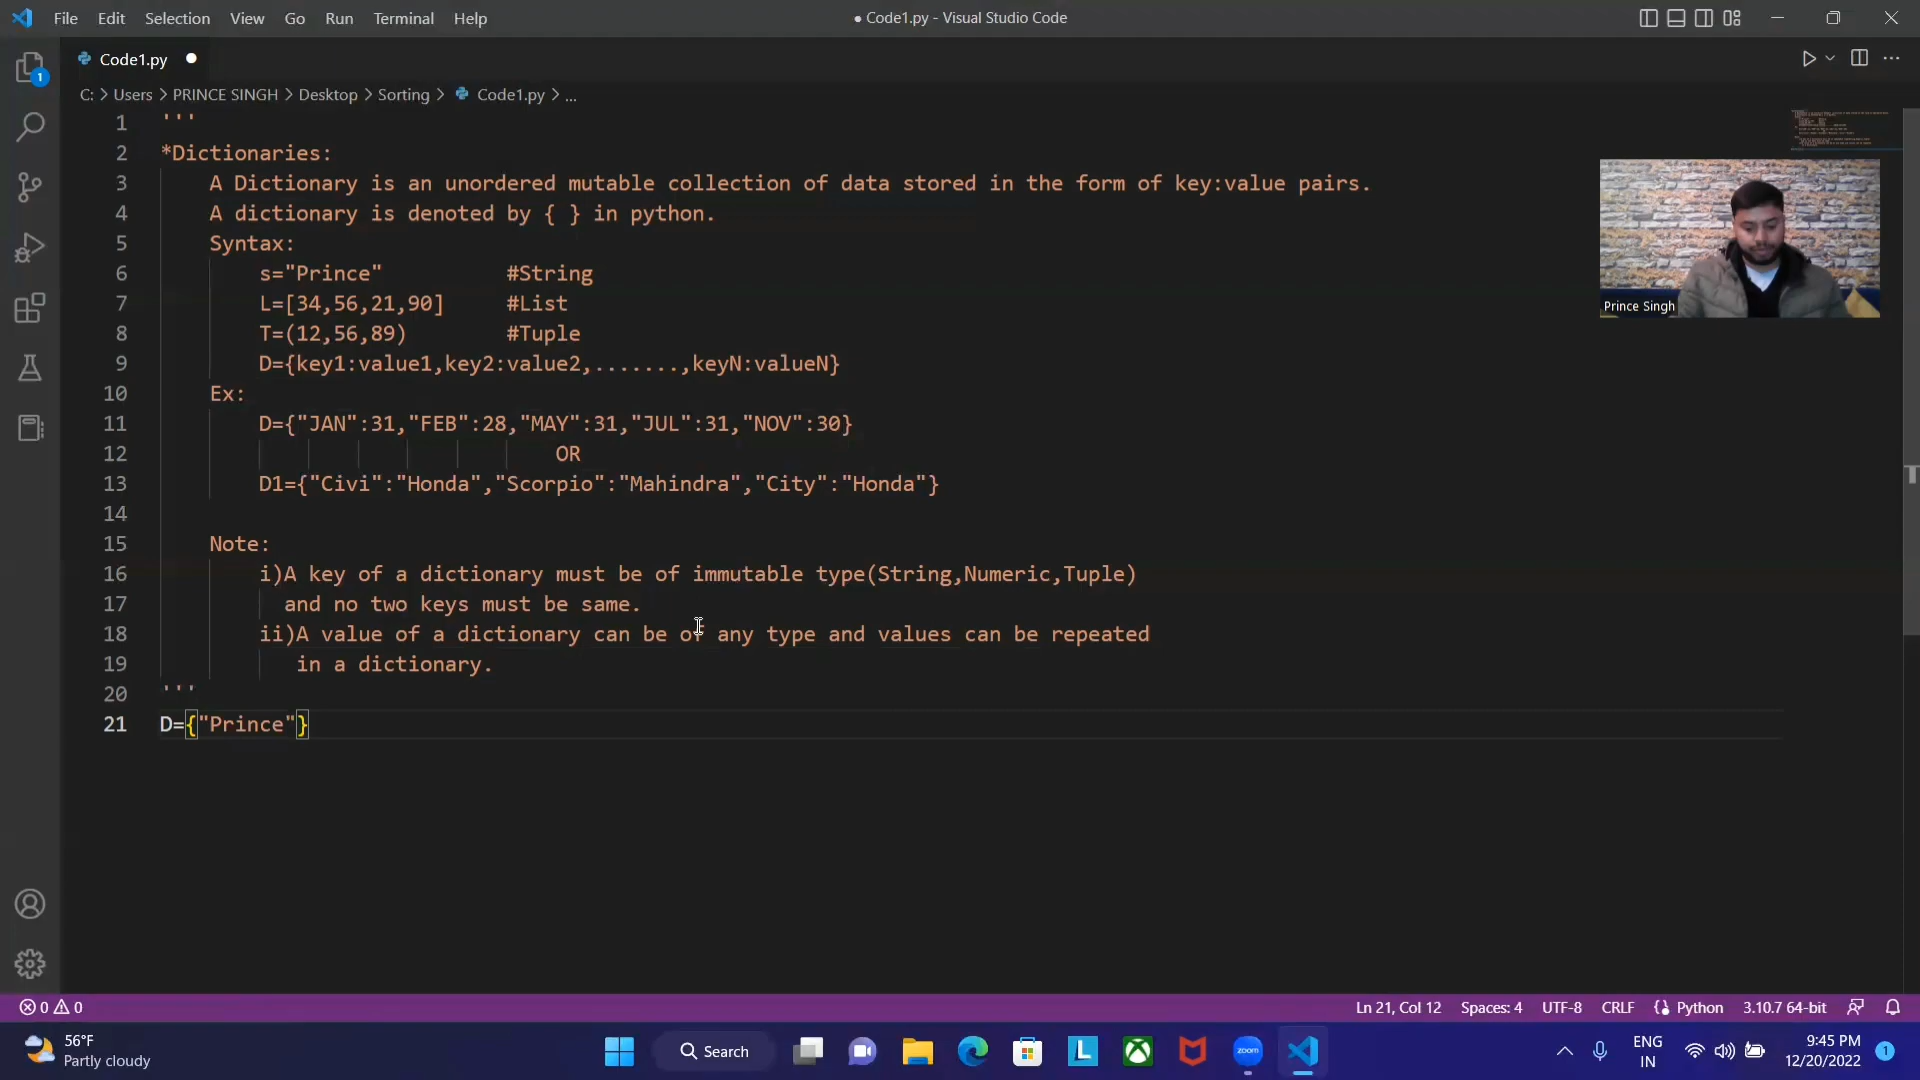 File Edit Selection View Go Run Terminal Help
● Code1.py - Visual Studio Code
Code1.py ●
C: > Users > PRINCE SINGH > Desktop > Sorting > Code1.py > ...
1 '''
2 *Dictionaries:
3 A Dictionary is an unordered mutable collection of data stored in the form of key:value pairs.
4 A dictionary is denoted by { } in python.
5 Syntax:
6 s="Prince" #String
7 L=[34,56,21,90] #List
8 T=(12,56,89) #Tuple
9 D={key1:value1,key2:value2,.......,keyN:valueN}
10 Ex:
11 D={"JAN":31,"FEB":28,"MAY":31,"JUL":31,"NOV":30}
12 OR
13 D1={"Civi":"Honda","Scorpio":"Mahindra","City":"Honda"}
14
15 Note:
16 i)A key of a dictionary must be of immutable type(String,Numeric,Tuple)
17 and no two keys must be same.
18 ii)A value of a dictionary can be of any type and values can be repeated
19 in a dictionary.
20 '''
21 D={"Prince"}
Prince Singh
1
0 0
Ln 21, Col 12 Spaces: 4 UTF-8 CRLF { } Python 3.10.7 64-bit
56°F
Partly cloudy
Search
zoom
ENG
IN
9:45 PM
12/20/2022
1